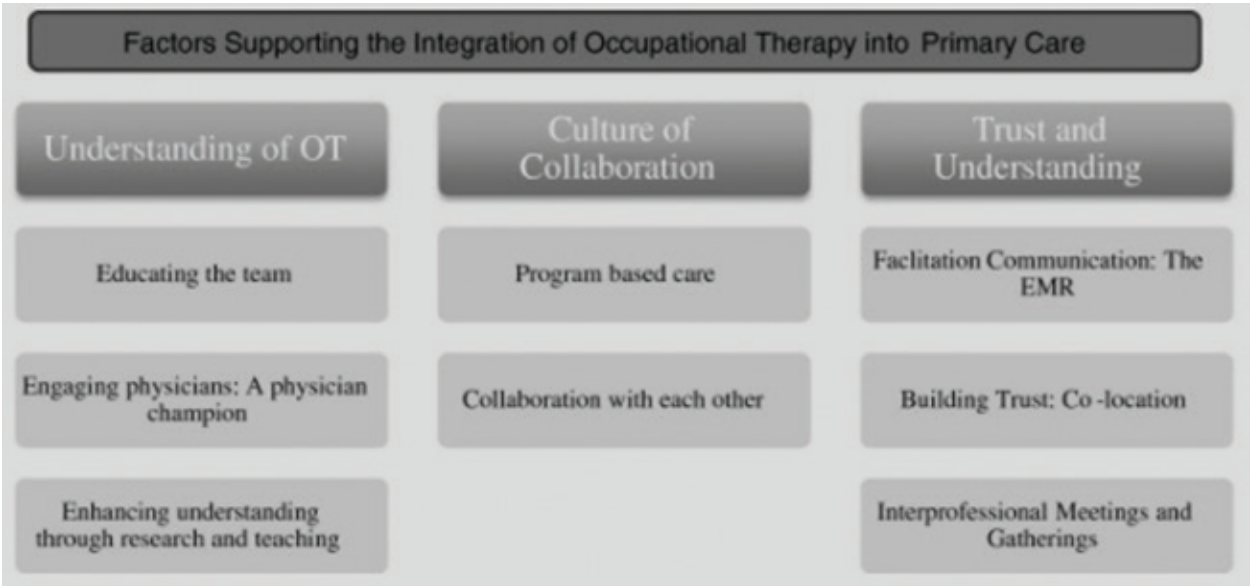 Factors Supporting the Integration of Occupational Therapy into Primary Care
Understanding of OT
Educating the team
Engaging physicians: A physician
champion
Enhancing understanding
through research and teaching
Culture of
Collaboration
Program based care
Collaboration with each other
Trust and
Understanding
Faclitation Communication: The
EMR
Building Trust: Co-location
Interprofessional Meetings and
Gatherings